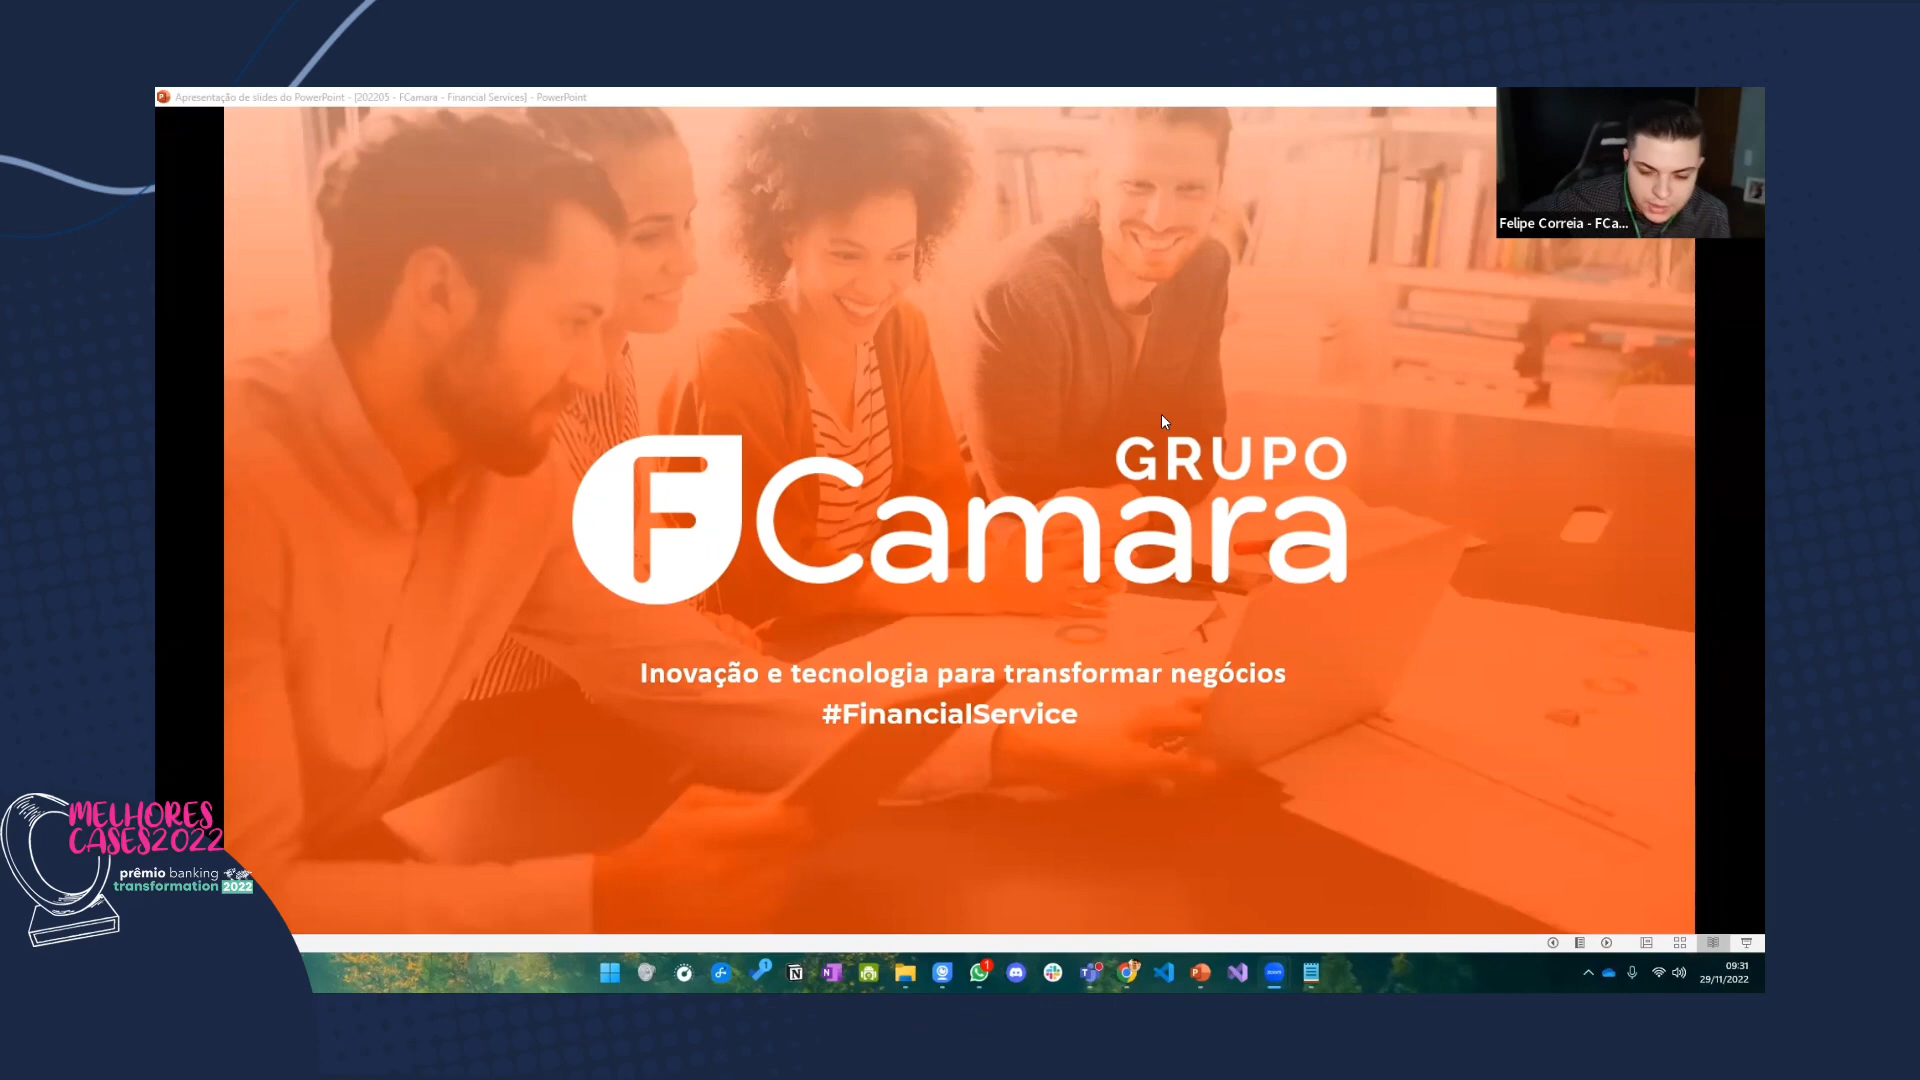 Apresentação de slides do PowerPoint - [202205 - FCamara - Financial Services] - PowerPoint
Felipe Correia - FCa...
GRUPO
FCamara
Inovação e tecnologia para transformar negócios
#FinancialService
MELHORES
CASES2022
prêmio banking
transformation 2022
09:31
29/11/2022